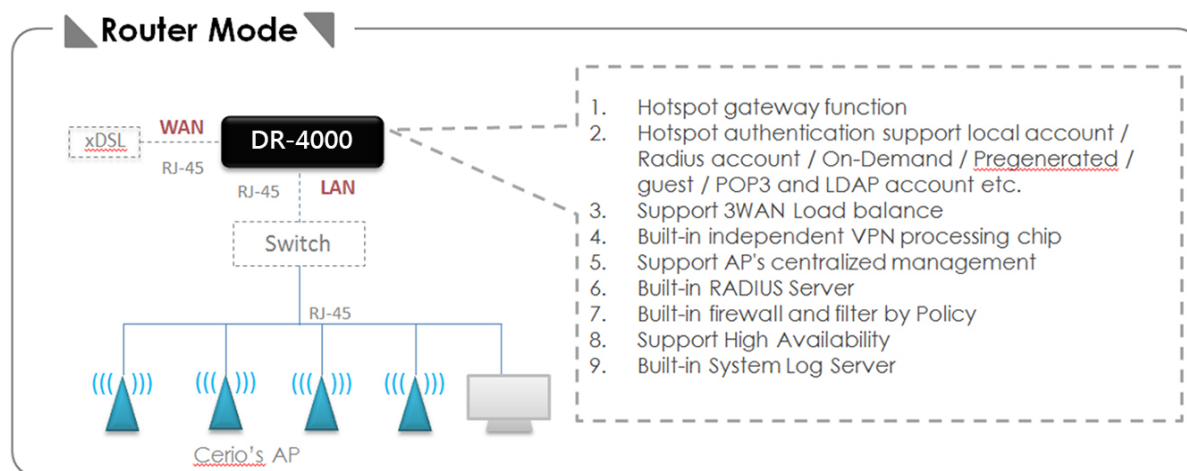 Router Mode
xDSL
WAN
RJ-45
DR-4000
RJ-45
LAN
Switch
RJ-45
Cerio's AP
1. Hotspot gateway function
2. Hotspot authentication support local account /
Radius account / On-Demand / Pregenerated /
guest / POP3 and LDAP account etc.
3. Support 3WAN Load balance
4. Built-in independent VPN processing chip
5. Support AP's centralized management
6. Built-in RADIUS Server
7. Built-in firewall and filter by Policy
8. Support High Availability
9. Built-in System Log Server